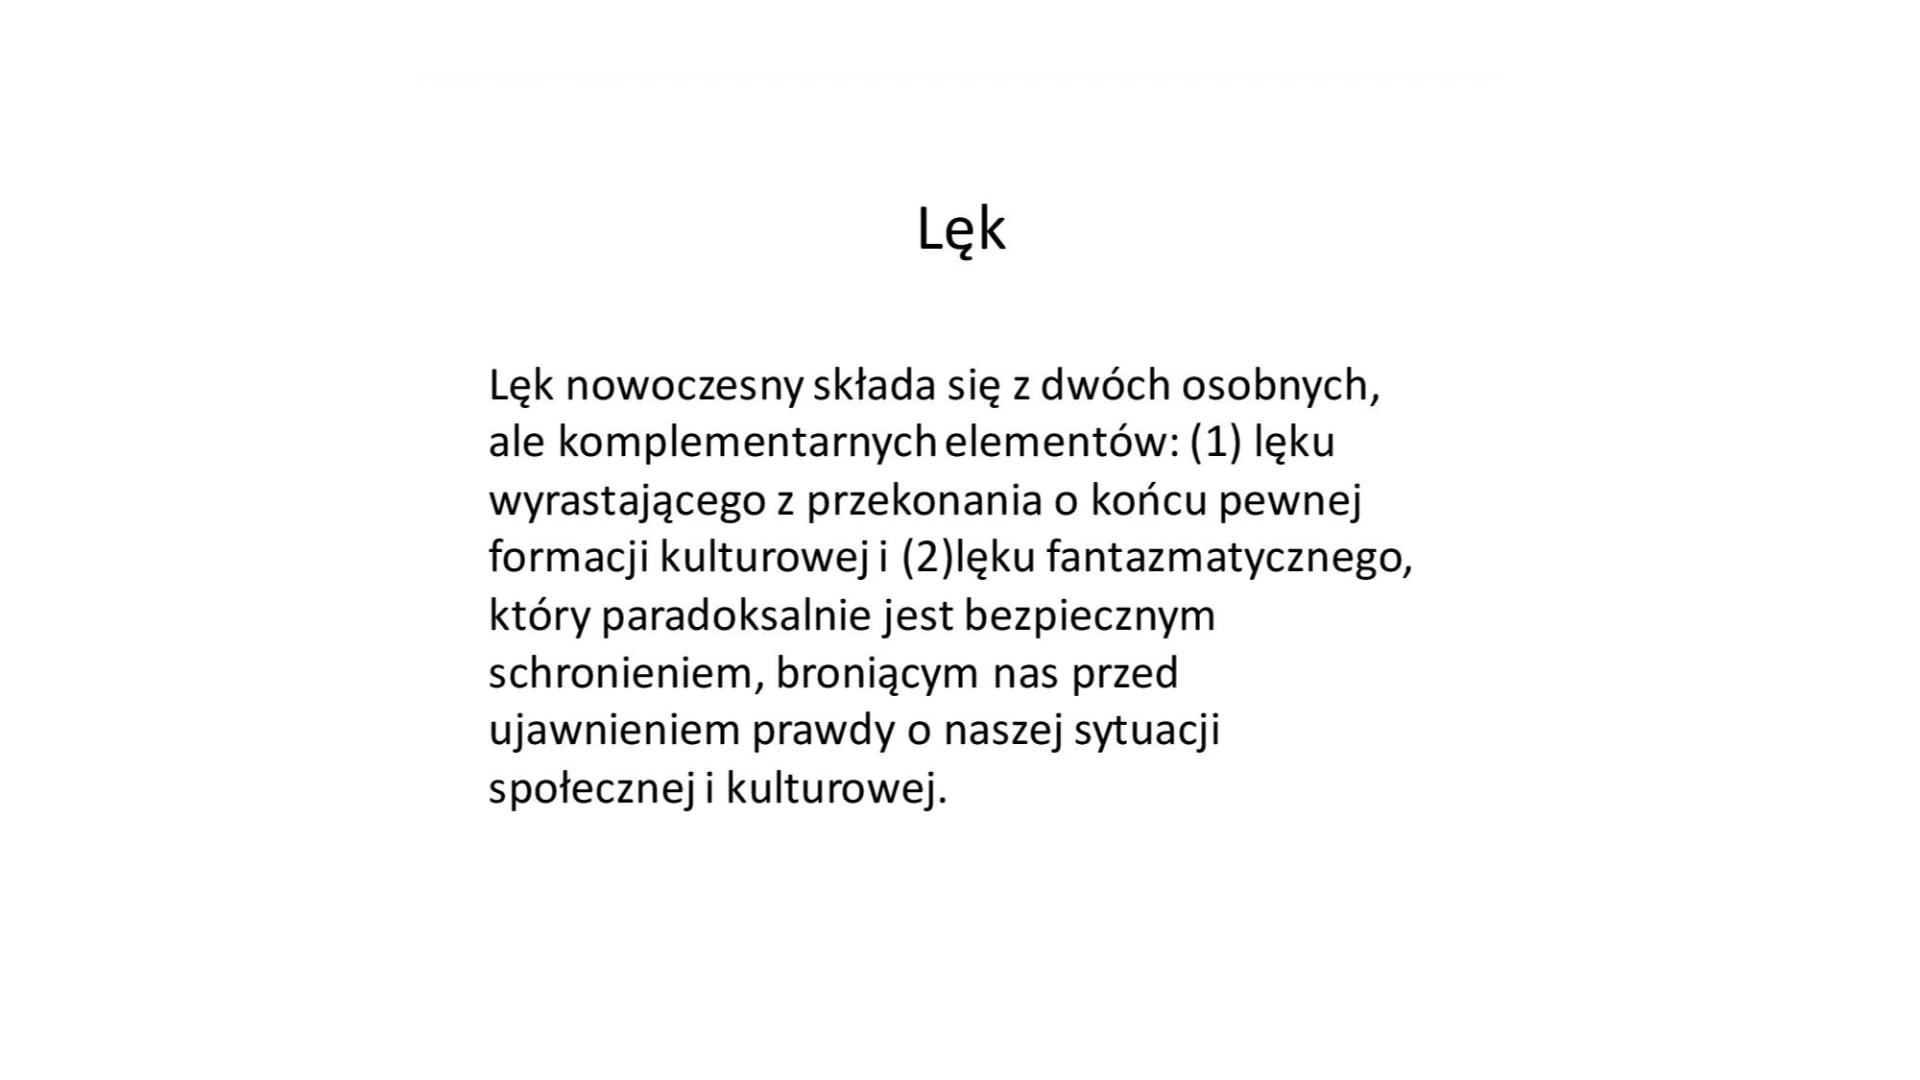 Lęk
Lęk nowoczesny składa się z dwóch osobnych,
ale komplementarnych elementów: (1) lęku
wyrastającego z przekonania o końcu pewnej
formacji kulturowej i (2)lęku fantazmatycznego,
który paradoksalnie jest bezpiecznym
schronieniem, broniącym nas przed
ujawnieniem prawdy o naszej sytuacji
społecznej i kulturowej.